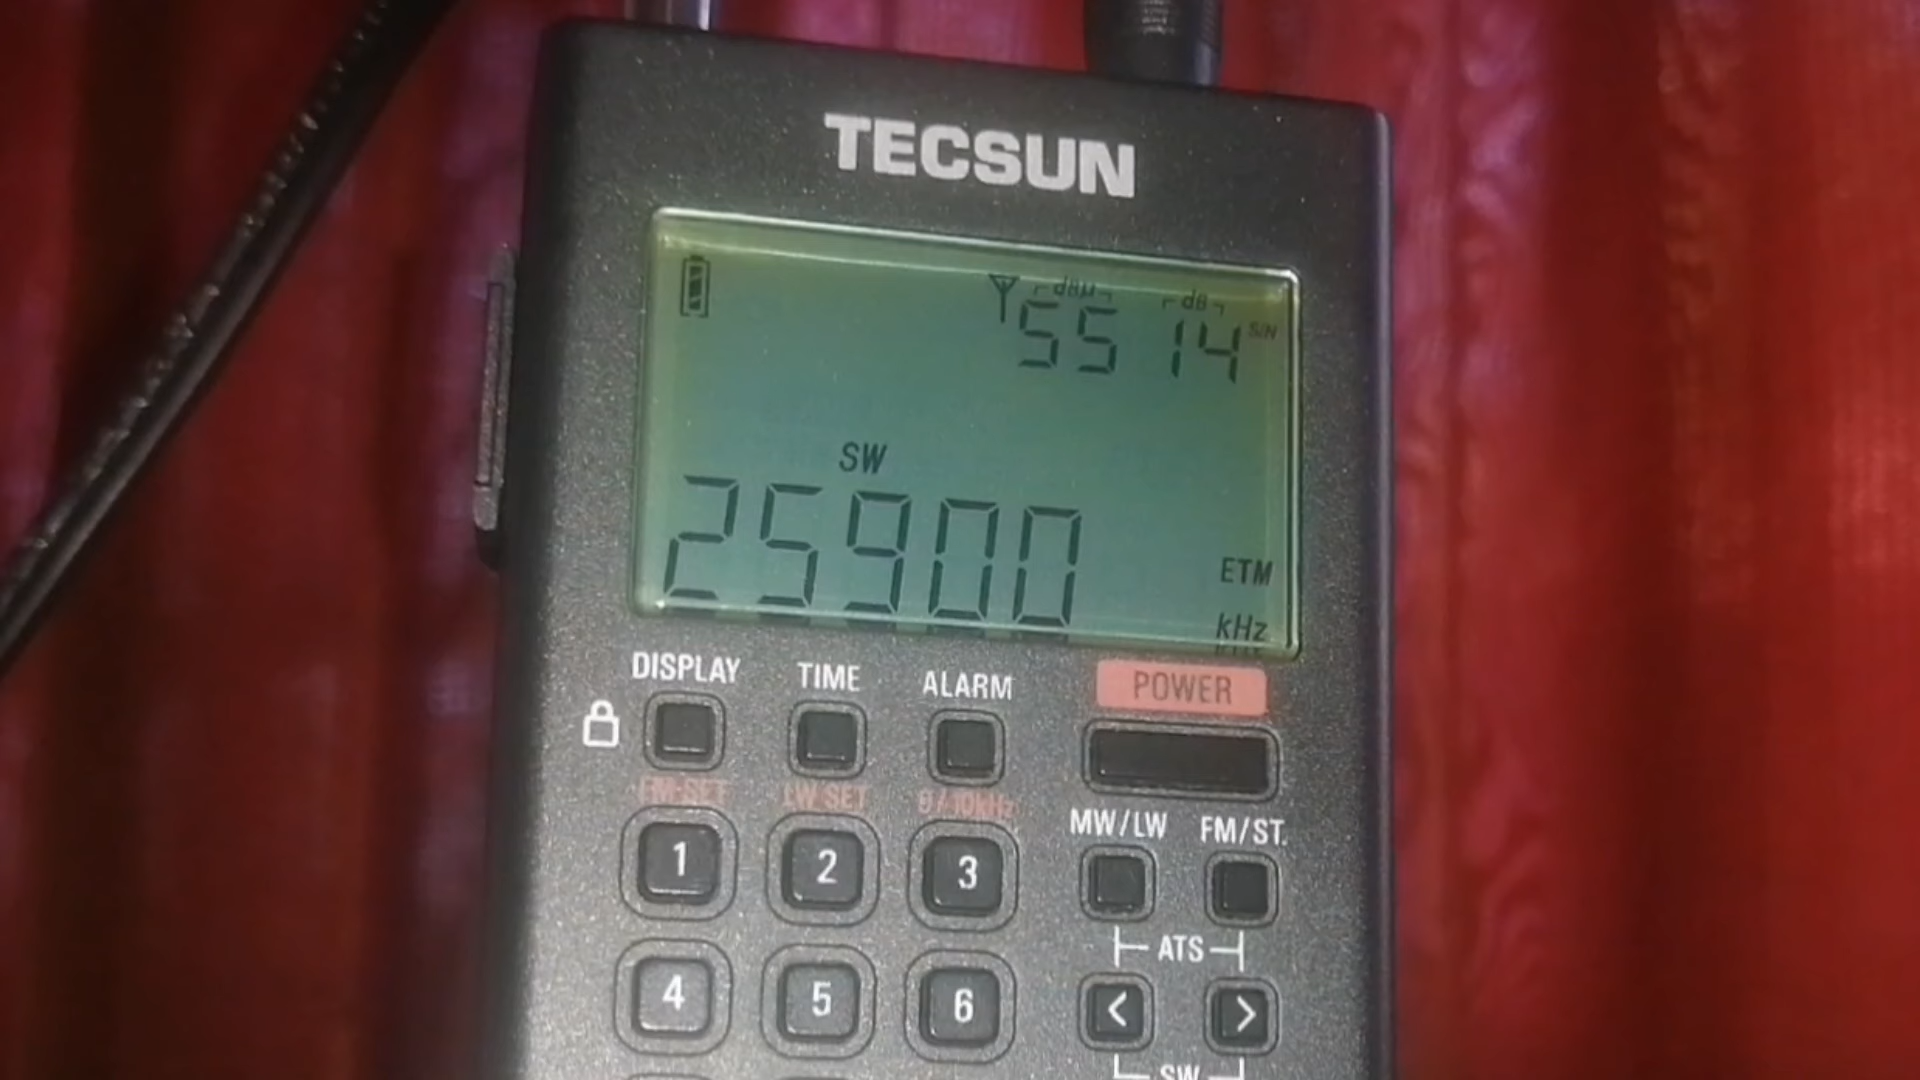 TECSUN
dBµ dB
55 14 S/N
SW
25900
ETM
kHz
DISPLAY TIME ALARM POWER
FM-SET LW SET 9/10kHz
MW/LW FM/ST.
1 2 3
ATS
4 5 6 < >
SW